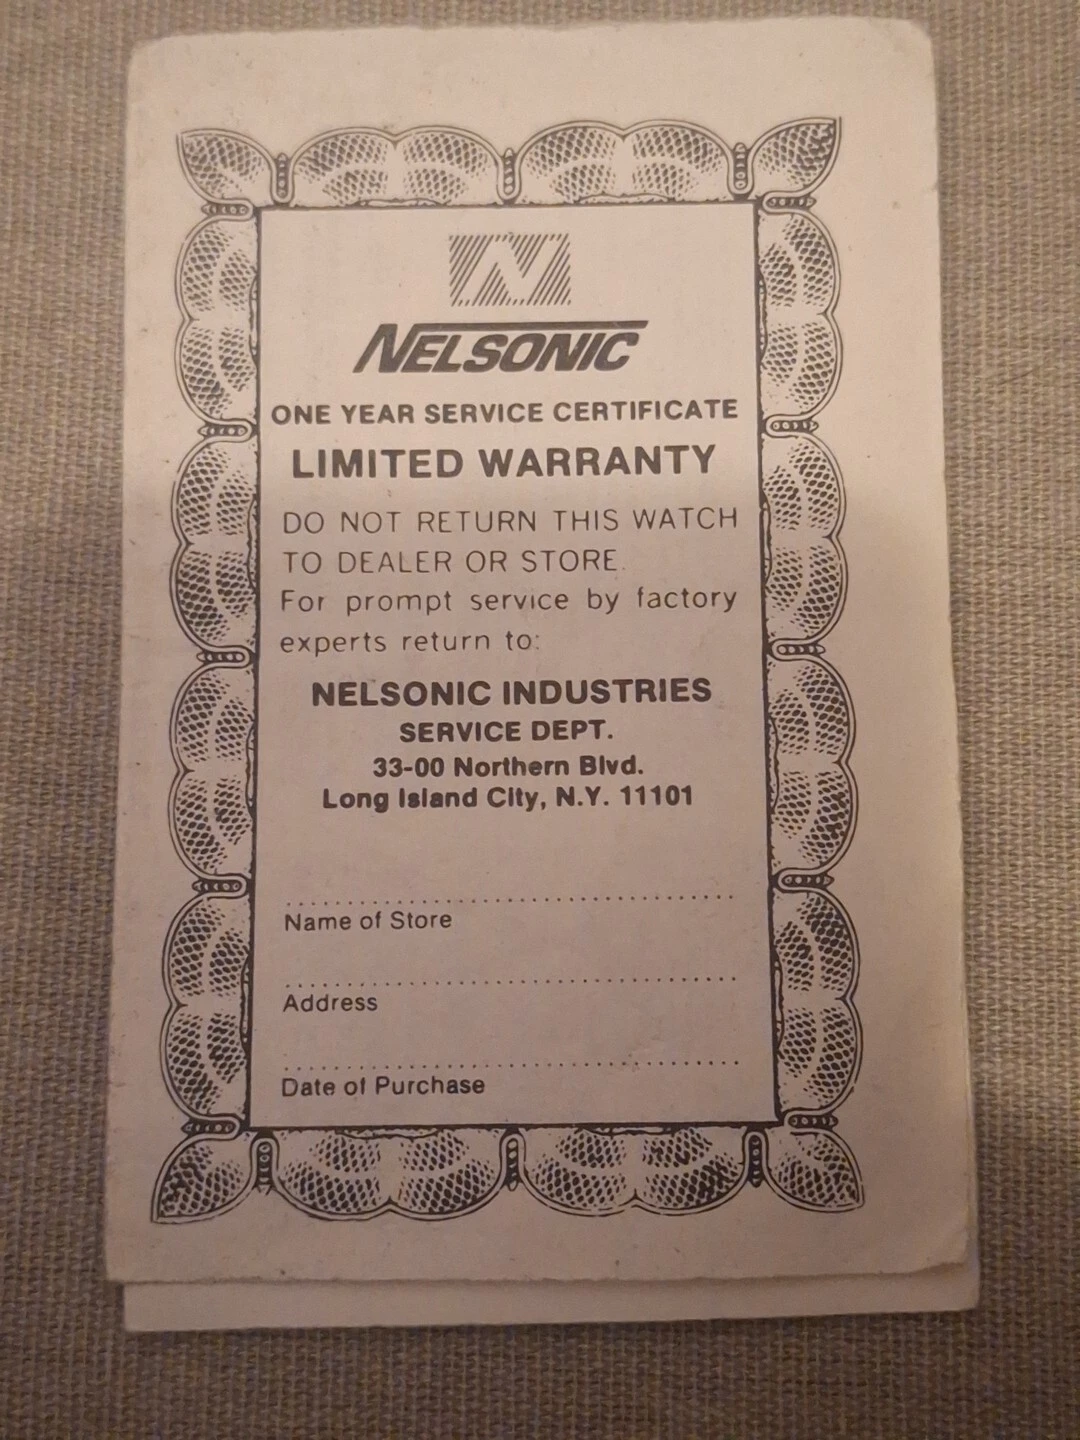 N
NELSONIC
ONE YEAR SERVICE CERTIFICATE
LIMITED WARRANTY
DO NOT RETURN THIS WATCH
TO DEALER OR STORE.
For prompt service by factory
experts return to:
NELSONIC INDUSTRIES
SERVICE DEPT.
33-00 Northern Blvd.
Long Island City, N.Y. 11101
Name of Store
Address
Date of Purchase